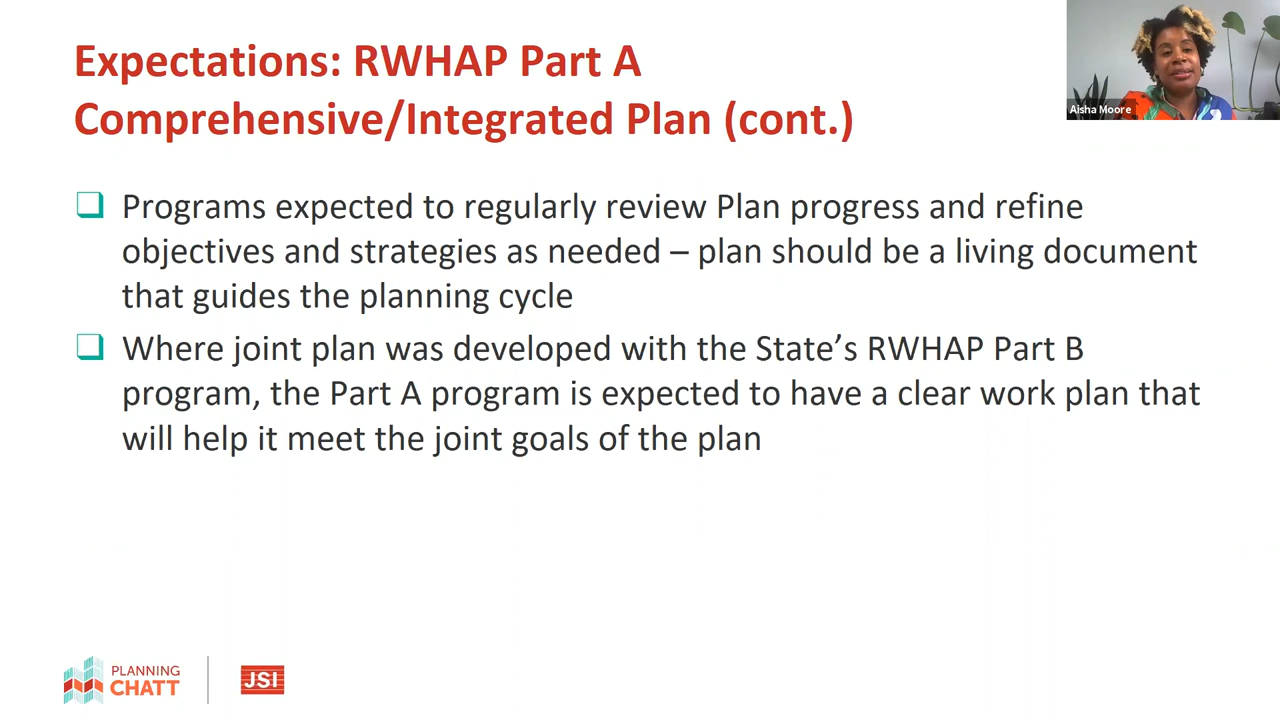 Expectations: RWHAP Part A
Comprehensive/Integrated Plan (cont.)
Aisha Moore
Programs expected to regularly review Plan progress and refine
objectives and strategies as needed – plan should be a living document
that guides the planning cycle
Where joint plan was developed with the State’s RWHAP Part B
program, the Part A program is expected to have a clear work plan that
will help it meet the joint goals of the plan
PLANNING
CHATT
JSI